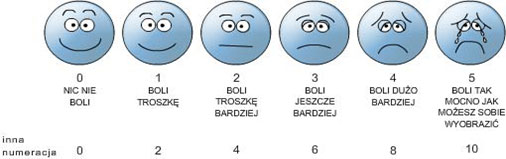 0 1 2 3 4 5
NIC NIE BOLI BOLI BOLI BOLI DUŻO BOLI TAK
BOLI TROSZKĘ TROSZKĘ JESZCZE BARDZIEJ MOCNO JAK
BARDZIEJ BARDZIEJ MOŻESZ SOBIE
WYOBRAZIĆ
inna
numeracja 0 2 4 6 8 10